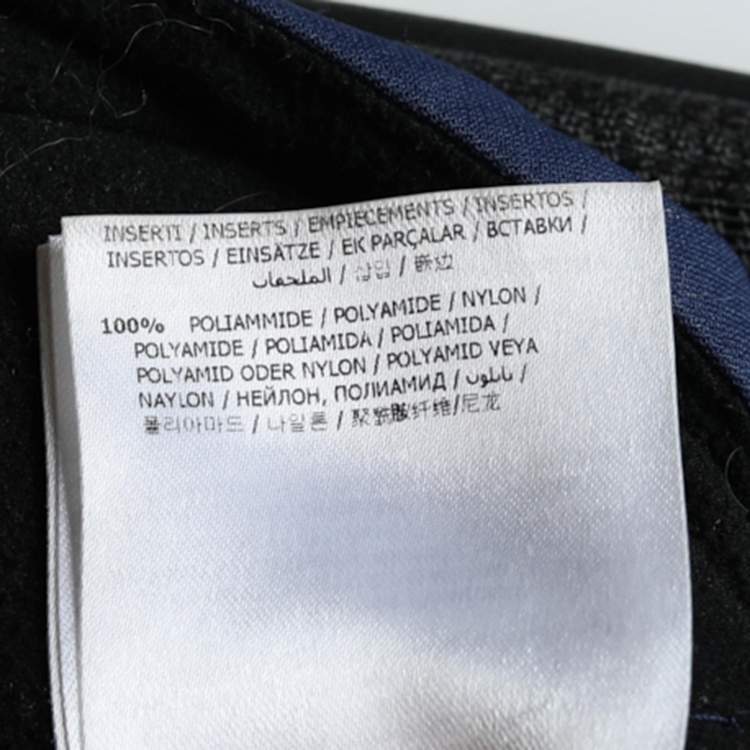 INSERTI / INSERTS / EMPIECEMENTS / INSERTOS /
INSERTOS / EINSÄTZE / EK PARÇALAR / ВСТАВКИ /
الملحقات / 삽입 / 嵌边
100% POLIAMMIDE / POLYAMIDE / NYLON /
POLYAMIDE / POLIAMIDA / POLIAMIDA /
POLYAMID ODER NYLON / POLYAMID VEYA
NAYLON / НЕЙЛОН, ПОЛИАМИД / نايلون /
폴리아마드 / 나일론 / 聚酰胺纤维/尼龙